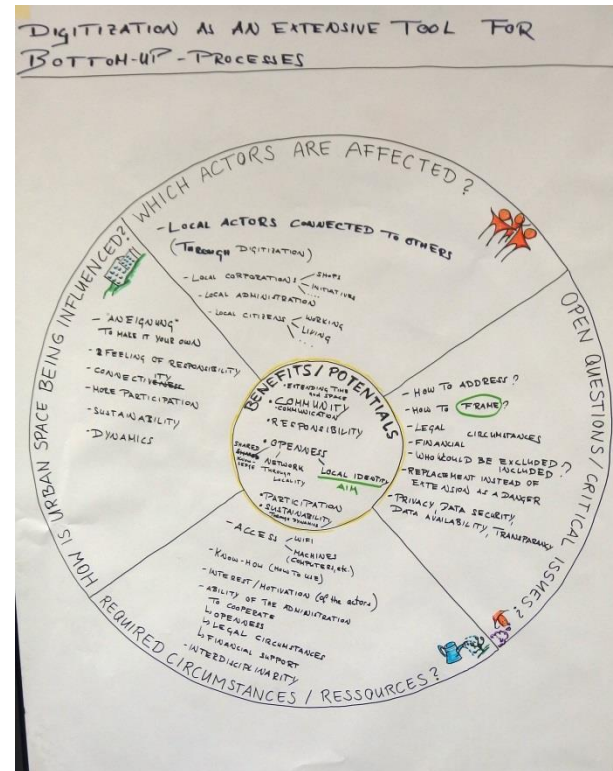 DIGITIZATION AS AN EXTENSIVE TOOL FOR
BOTTOM-UP-PROCESSES
WHICH ACTORS ARE AFFECTED?
- LOCAL ACTORS CONNECTED TO OTHERS
(THROUGH DIGITIZATION)
- LOCAL CORPORATIONS
SHOPS
INITIATIVES
....
- LOCAL ADMINISTRATION
- LOCAL CITIZENS
WORKING
LIVING
...
OPEN QUESTIONS / CRITICAL ISSUES?
- HOW TO ADDRESS?
- HOW TO FRAME?
- LEGAL CIRCUMSTANCES
- FINANCIAL
- WHO WOULD BE EXCLUDED?
INCLUDED?
- REPLACEMENT INSTEAD OF
EXTENSION AS A DANGER
- PRIVACY, DATA SECURITY,
DATA AVAILABILITY, TRANSPARANCY
REQUIRED CIRCUMSTANCES / RESSOURCES?
- ACCESS
WIFI
MACHINES
(COMPUTERS, etc.)
- KNOW-HOW (HOW TO USE)
- INTEREST/MOTIVATION (of the actors)
- ABILITY OF THE ADMINISTRATION
TO COOPERATE
↳ OPENNESS
↳ LEGAL CIRCUMSTANCES
↳ FINANCIAL SUPPORT
- INTERDISCIPLINARITY
HOW IS URBAN SPACE BEING INFLUENCED?
- "ANEIGNUNG"
TO MAKE IT YOUR OWN
- FEELING OF RESPONSIBILITY
- CONNECTIVITY
- MORE PARTICIPATION
- SUSTAINABILITY
- DYNAMICS
BENEFITS / POTENTIALS
• EXTENDING TIME
and SPACE
• COMMUNITY
COMMUNICATION
• RESPONSIBILITY
• OPENNESS
SHARED
NETWORK
THROUGH
LOCALITY
LOCAL IDENTITY
AIM
• PARTICIPATION
• SUSTAINABILITY
THROUGH DYNAMICS